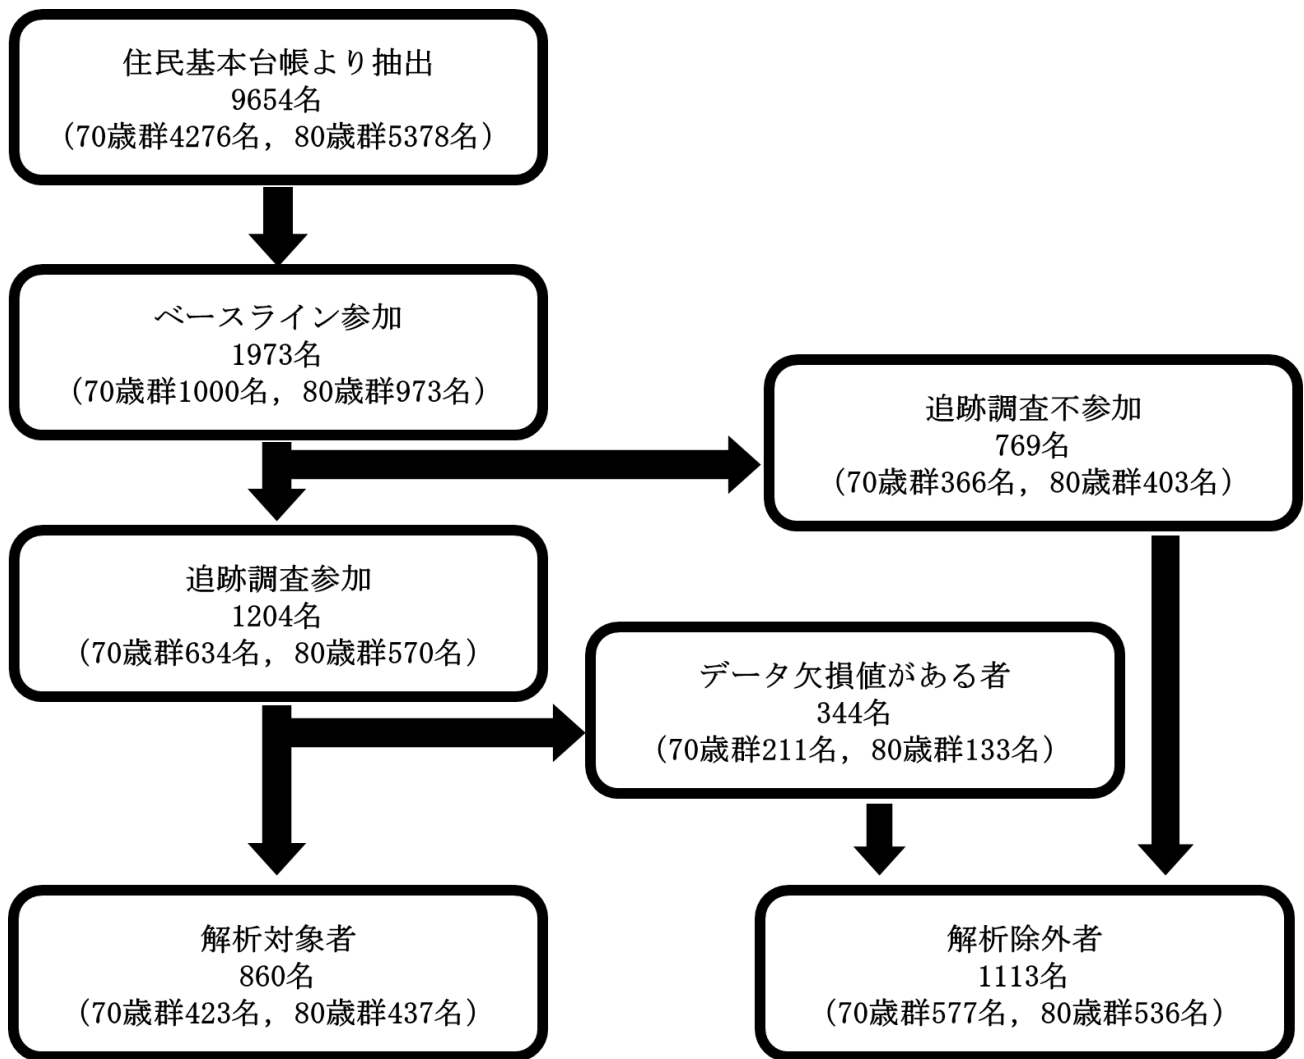 住民基本台帳より抽出
9654名
（70歳群4276名，80歳群5378名）
ベースライン参加
1973名
（70歳群1000名，80歳群973名）
追跡調査不参加
769名
（70歳群366名，80歳群403名）
追跡調査参加
1204名
（70歳群634名，80歳群570名）
データ欠損値がある者
344名
（70歳群211名，80歳群133名）
解析対象者
860名
（70歳群423名，80歳群437名）
解析除外者
1113名
（70歳群577名，80歳群536名）